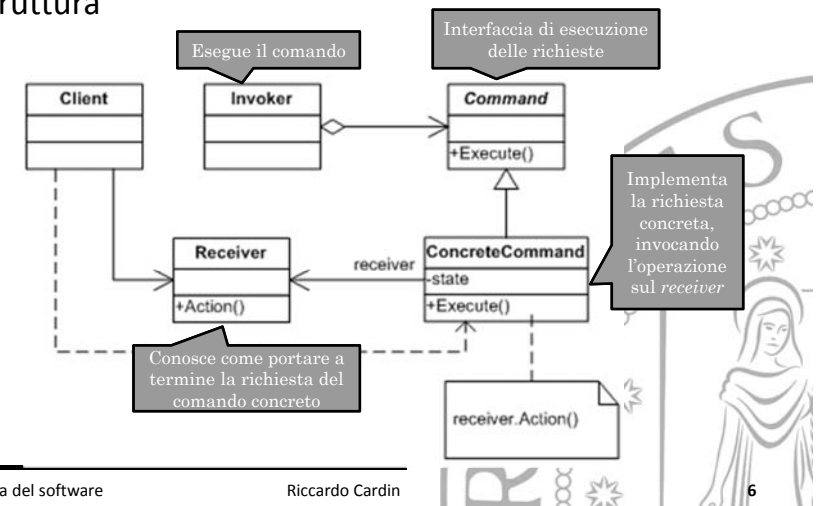 ruttura
Esegue il comando
Interfaccia di esecuzione
delle richieste
Client
Invoker
Command
+Execute()
Implementa
la richiesta
concreta,
invocando
l'operazione
sul receiver
Receiver
+Action()
receiver
ConcreteCommand
-state
+Execute()
Conosce come portare a
termine la richiesta del
comando concreto
receiver.Action()
a del software
Riccardo Cardin
6